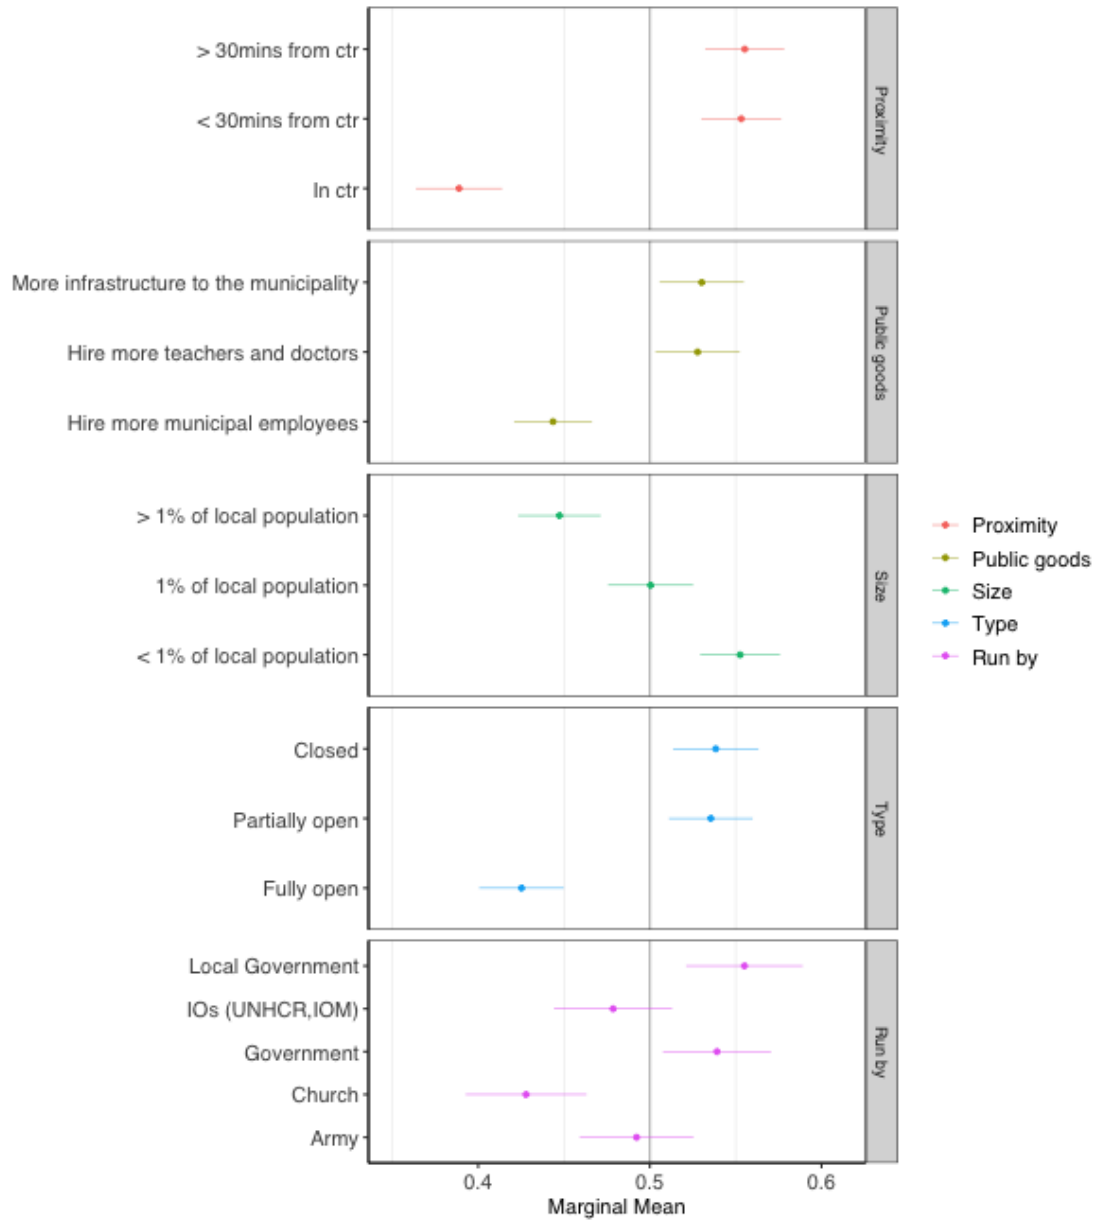 > 30mins from ctr
< 30mins from ctr
In ctr
Proximity
More infrastructure to the municipality
Hire more teachers and doctors
Hire more municipal employees
Public goods
> 1% of local population
1% of local population
< 1% of local population
Size
Closed
Partially open
Fully open
Type
Local Government
IOs (UNHCR,IOM)
Government
Church
Army
Run by
0.4 0.5 0.6
Marginal Mean
Proximity
Public goods
Size
Type
Run by